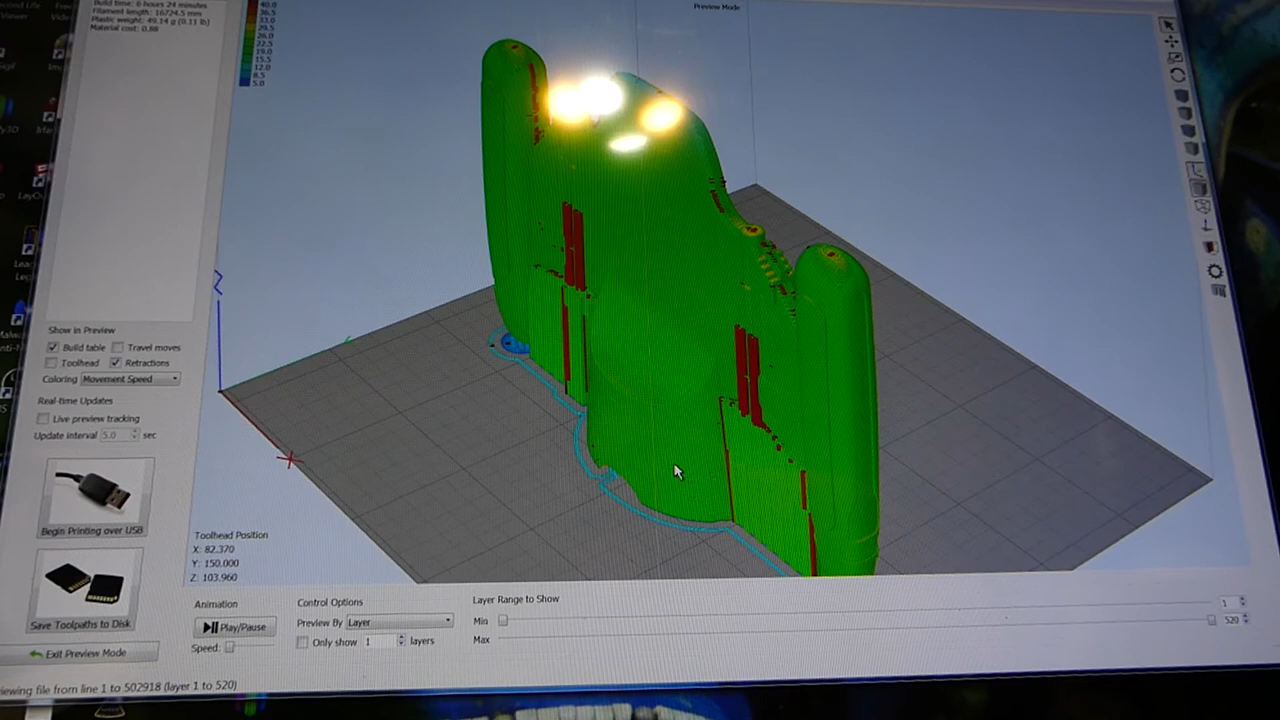 Build time: 6 hours 24 minutes
Filament length: 16724.5 mm
Plastic weight: 49.14 g (0.11 lb)
Material cost: 0.88
Preview Mode
40.0
36.5
33.0
29.5
26.0
22.5
19.0
15.5
12.0
8.5
5.0
Show in Preview
Build table
Travel moves
Toolhead
Retractions
Coloring Movement Speed
Real-time Updates
Live preview tracking
Update interval 5.0 sec
Begin Printing over USB
Save Toolpaths to Disk
Exit Preview Mode
Toolhead Position
X: 82.370
Y: 150.000
Z: 103.960
Animation
Play/Pause
Speed:
Control Options
Preview By Layer
Only show 1 layers
Layer Range to Show
Min
1
Max
520
iewing file from line 1 to 502918 (layer 1 to 520)